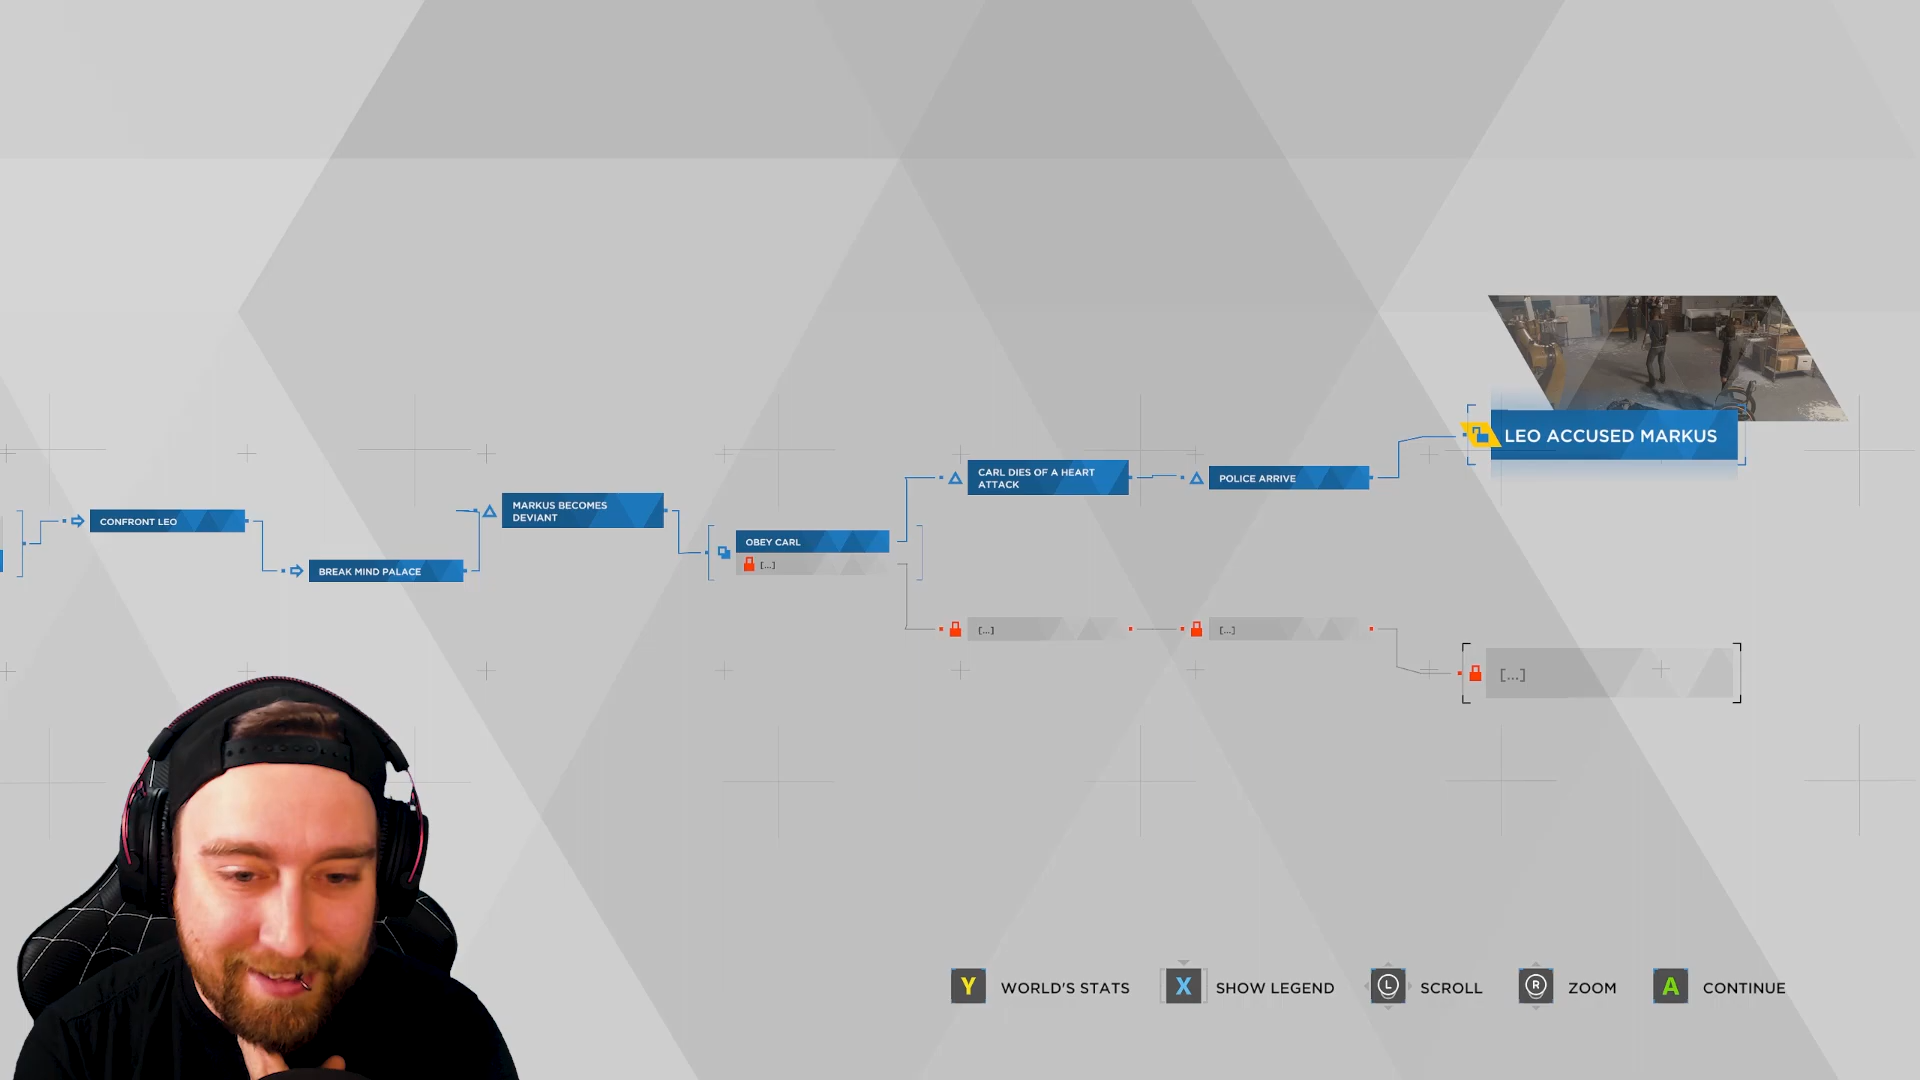 LEO ACCUSED MARKUS
CARL DIES OF A HEART
ATTACK
POLICE ARRIVE
MARKUS BECOMES
DEVIANT
CONFRONT LEO
OBEY CARL
[...]
BREAK MIND PALACE
[...]
[...]
[...]
Y WORLD'S STATS
X SHOW LEGEND
L SCROLL
R ZOOM
A CONTINUE